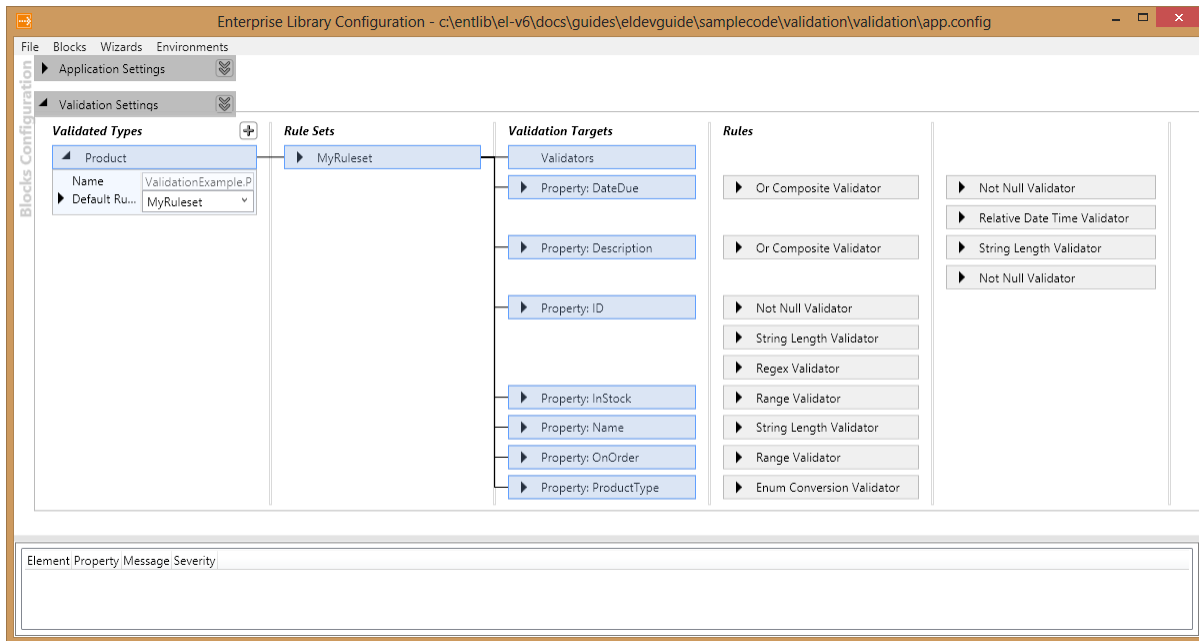 Enterprise Library Configuration - c:\entlib\el-v6\docs\guides\eldevguide\samplecode\validation\validation\app.config
File Blocks Wizards Environments
Blocks Configuration
Application Settings
Validation Settings
Validated Types Rule Sets Validation Targets Rules
Product MyRuleset Validators
Name ValidationExample.P
Default Ru... MyRuleset
Property: DateDue Or Composite Validator Not Null Validator
Relative Date Time Validator
Property: Description Or Composite Validator String Length Validator
Not Null Validator
Property: ID Not Null Validator
String Length Validator
Regex Validator
Property: InStock Range Validator
Property: Name String Length Validator
Property: OnOrder Range Validator
Property: ProductType Enum Conversion Validator
Element Property Message Severity